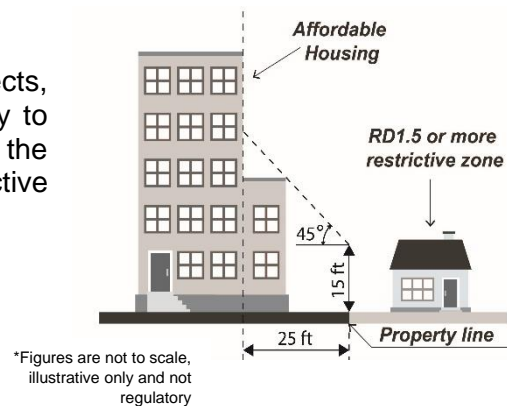 ects,
y to
the
ctive
Affordable
Housing
RD1.5 or more
restrictive zone
45°
15 ft
25 ft
Property line
*Figures are not to scale,
illustrative only and not
regulatory